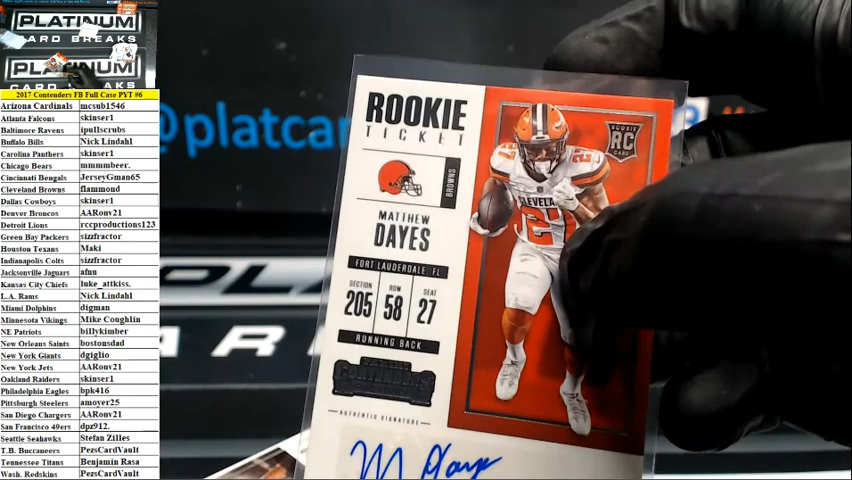 PLATINUM
CARD BREAKS
PLATINUM
CARD BREAKS
2017 Contenders FB Full Case PYT #6
Arizona Cardinals mcsub1546
Atlanta Falcons skinser1
Baltimore Ravens ipullscrubs
Buffalo Bills Nick Lindahl
Carolina Panthers skinser1
Chicago Bears mmmmbeer.
Cincinnati Bengals JerseyGman65
Cleveland Browns flammond
Dallas Cowboys skinser1
Denver Broncos AARonv21
Detroit Lions rccproductions123
Green Bay Packers sizzfractor
Houston Texans Maki
Indianapolis Colts sizzfractor
Jacksonville Jaguars afnu
Kansas City Chiefs luke_attkiss.
L.A. Rams Nick Lindahl
Miami Dolphins digman
Minnesota Vikings Mike Coughlin
NE Patriots billykimber
New Orleans Saints bostonsdad
New York Giants dgiglio
New York Jets AARonv21
Oakland Raiders skinser1
Philadelphia Eagles bpk416
Pittsburgh Steelers amoyer25
San Diego Chargers AARonv21
San Francisco 49ers dpz912.
Seattle Seahawks Stefan Zilles
T.B. Buccaneers PezsCardVault
Tennessee Titans Benjamin Rasa
Wash. Redskins PezsCardVault
@platcar
ROOKIE
TICKET
BROWNS
MATTHEW
DAYES
FORT LAUDERDALE, FL
SECTION ROW SEAT
205 58 27
RUNNING BACK
Contenders
AUTHENTIC SIGNATURE
M Dayes
ROOKIE
RC
CARD
27
27
CLEVELAND
27